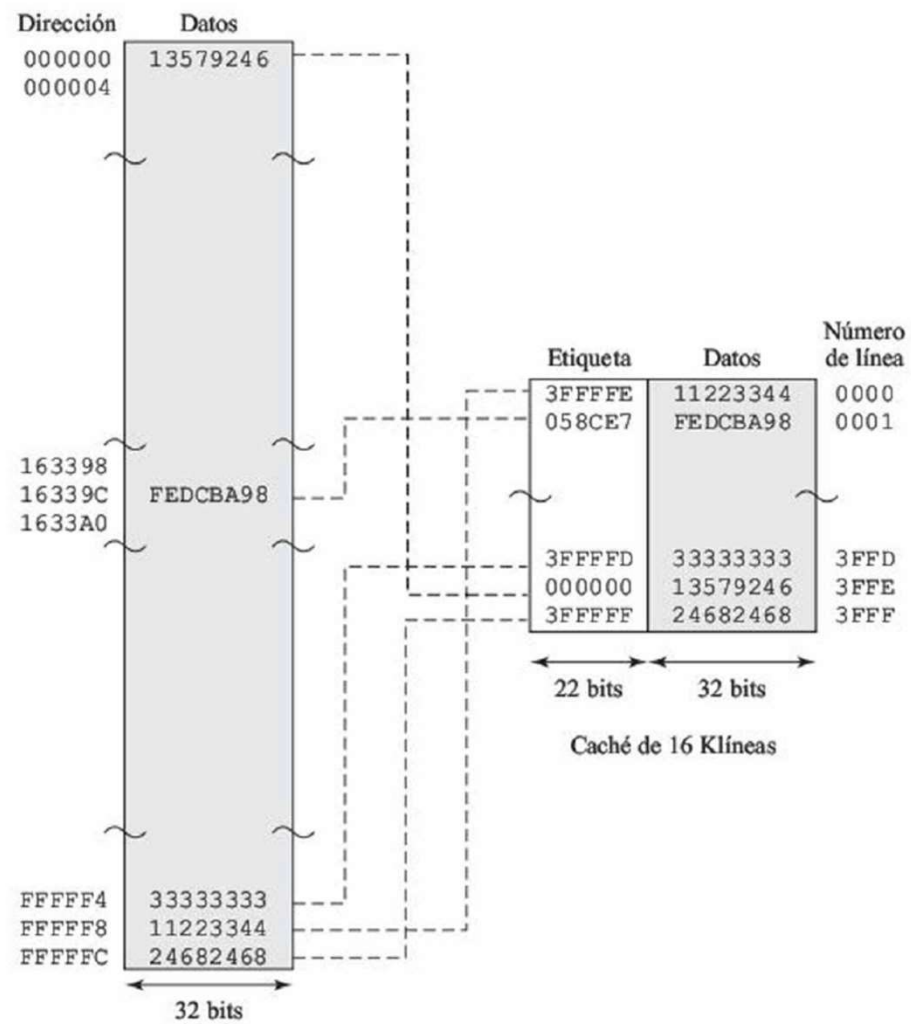 Dirección Datos
000000 13579246
000004
163398
16339C FEDCBA98
1633A0
FFFFF4 33333333
FFFFF8 11223344
FFFFFC 24682468
32 bits
Etiqueta Datos Número
de línea
3FFFFE 11223344 0000
058CE7 FEDCBA98 0001
3FFFFD 33333333 3FFD
000000 13579246 3FFE
3FFFFF 24682468 3FFF
22 bits 32 bits
Caché de 16 Klíneas